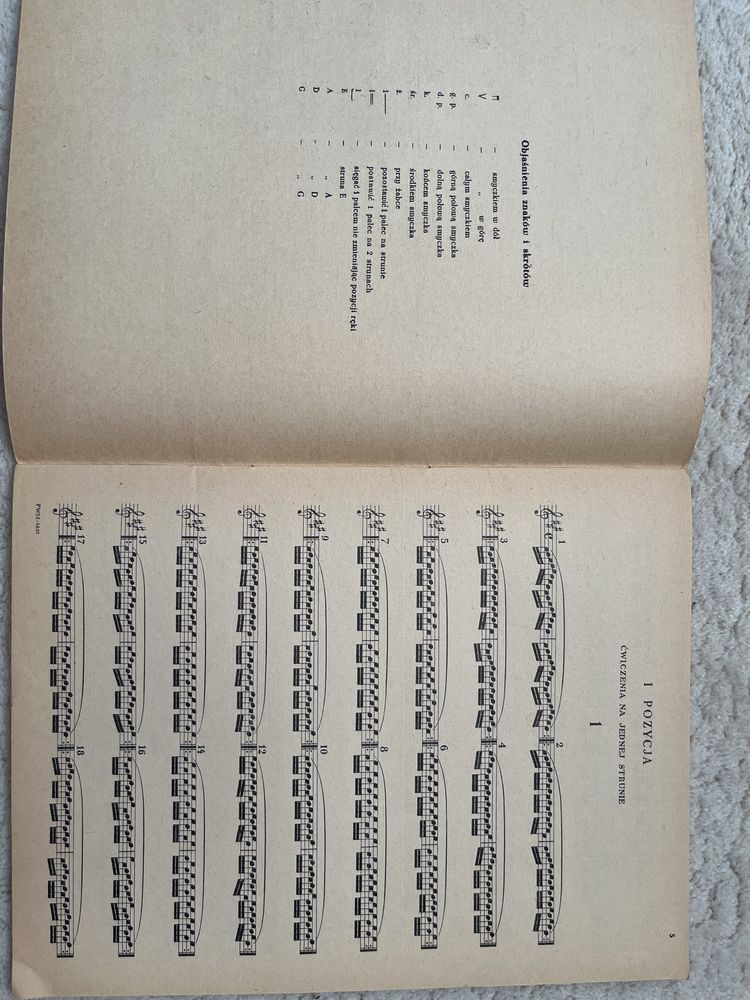 Objaśnienia znaków i skrótów
⊓ – smyczkiem w dół
V – „ w górę
c. – całym smyczkiem
g. p. – górną połową smyczka
d. p. – dolną połową smyczka
k. – końcem smyczka
śr. – środkiem smyczka
ż. – przy żabce
1—— – pozostawić 1 palec na strunie
1== – postawić 1 palec na 2 strunach
1 – sięgać 1 palcem nie zmieniając pozycji ręki
E – struna E
A – „ A
D – „ D
G – „ G
5
I POZYCJA
ĆWICZENIA NA JEDNEJ STRUNIE
1
1 2
3 4
5 6
7 8
9 10
11 12
13 14
15 16
17 18